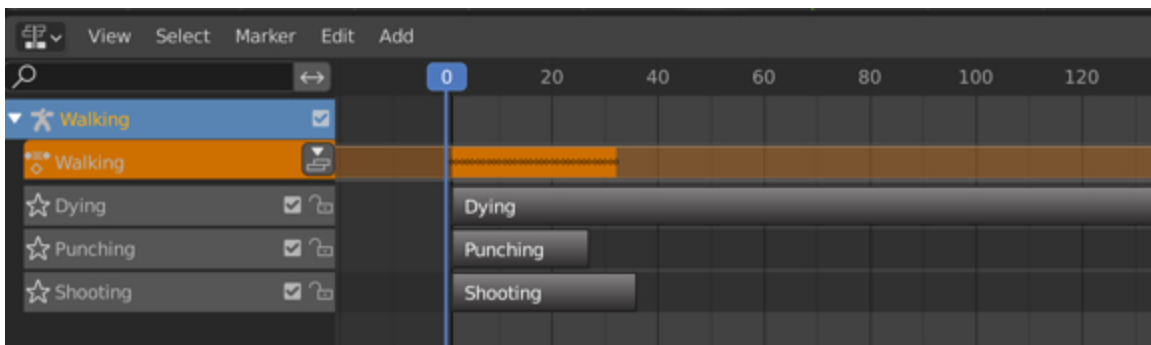 View Select Marker Edit Add
0 20 40 60 80 100 120
Walking
Walking
Dying Dying
Punching Punching
Shooting Shooting